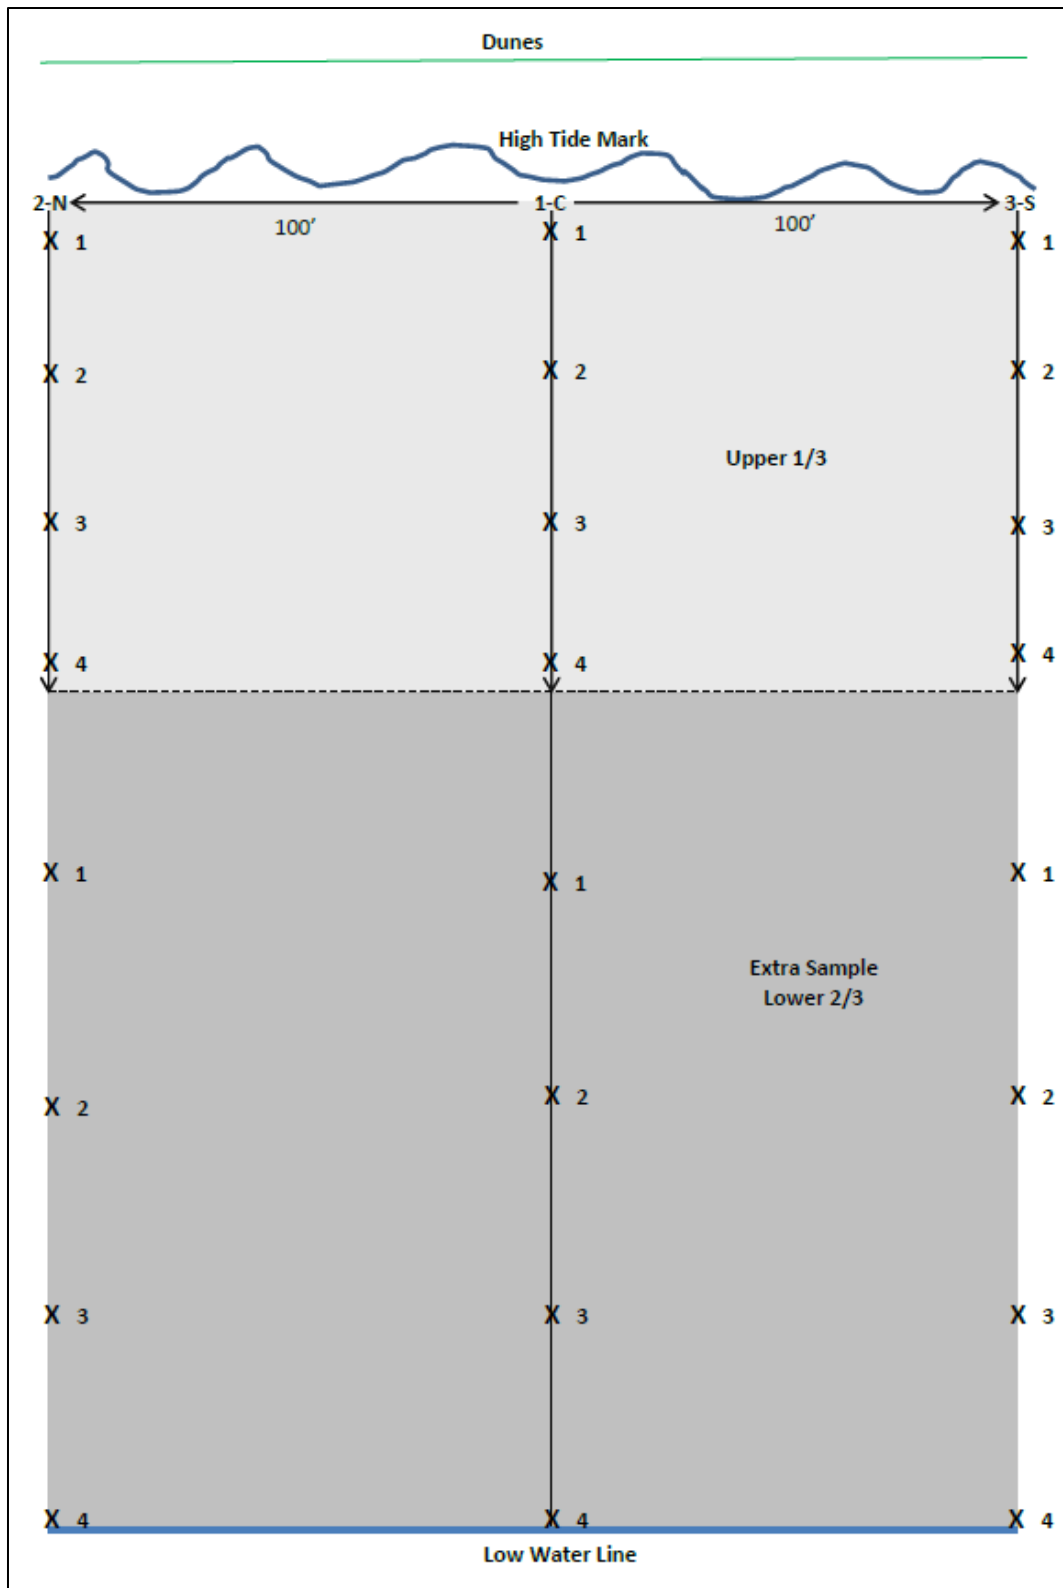 Dunes
High Tide Mark
2-N 1-C 3-S
100' 100'
X 1 X 1 X 1
X 2 X 2 X 2
Upper 1/3
X 3 X 3 X 3
X 4 X 4 X 4
X 1 X 1 X 1
Extra Sample
Lower 2/3
X 2 X 2 X 2
X 3 X 3 X 3
X 4 X 4 X 4
Low Water Line